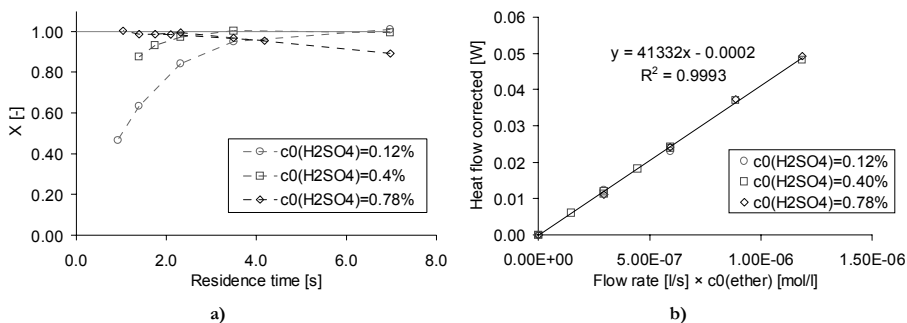 1.00
0.80
0.60
0.40
0.20
0.00
X [-]
0.0
2.0
4.0
6.0
8.0
Residence time [s]
c0(H2SO4)=0.12%
c0(H2SO4)=0.4%
c0(H2SO4)=0.78%
a)
0.06
0.05
0.04
0.03
0.02
0.01
0.00
Heat flow corrected [W]
y = 41332x - 0.0002
R² = 0.9993
c0(H2SO4)=0.12%
c0(H2SO4)=0.40%
c0(H2SO4)=0.78%
0.00E+00
5.00E-07
1.00E-06
1.50E-06
Flow rate [l/s] × c0(ether) [mol/l]
b)